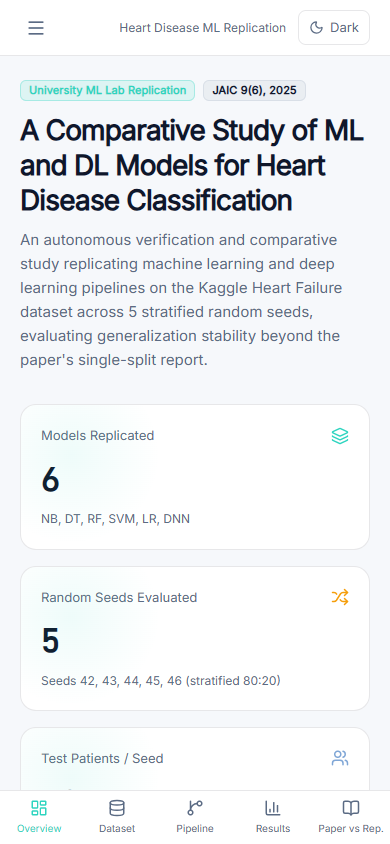 Heart Disease ML Replication
Dark
University ML Lab Replication
JAIC 9(6), 2025
A Comparative Study of ML
and DL Models for Heart
Disease Classification
An autonomous verification and comparative
study replicating machine learning and deep
learning pipelines on the Kaggle Heart Failure
dataset across 5 stratified random seeds,
evaluating generalization stability beyond the
paper's single-split report.
Models Replicated
6
NB, DT, RF, SVM, LR, DNN
Random Seeds Evaluated
5
Seeds 42, 43, 44, 45, 46 (stratified 80:20)
Test Patients / Seed
Overview
Dataset
Pipeline
Results
Paper vs Rep.